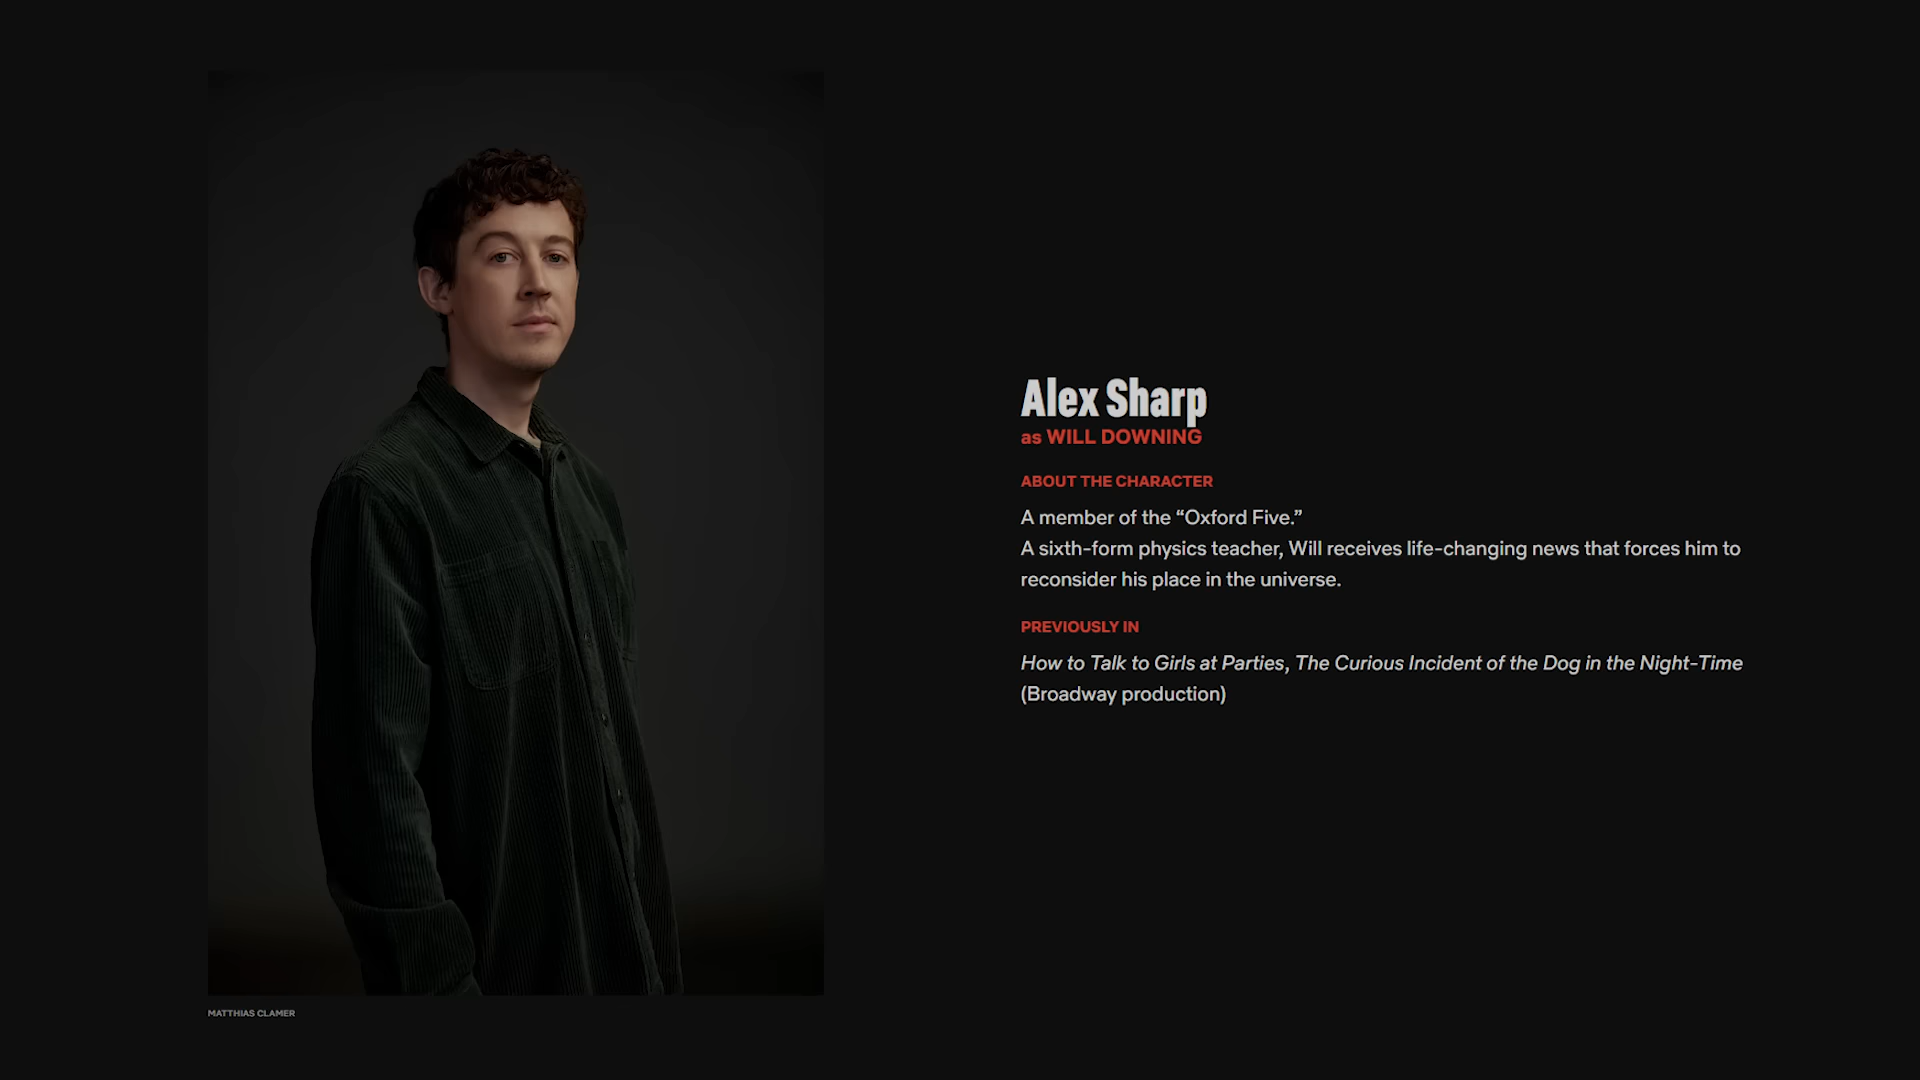 Alex Sharp
as WILL DOWNING
ABOUT THE CHARACTER
A member of the “Oxford Five.”
A sixth-form physics teacher, Will receives life-changing news that forces him to
reconsider his place in the universe.
PREVIOUSLY IN
How to Talk to Girls at Parties, The Curious Incident of the Dog in the Night-Time
(Broadway production)
MATTHIAS CLAMER